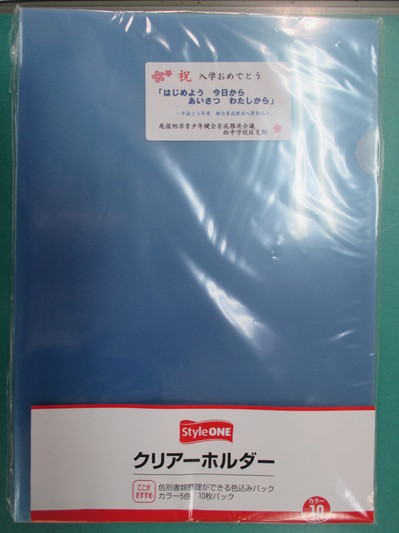 祝 入学おめでとう
「はじめよう 今日から
あいさつ わたしから」
尾張旭市青少年健全育成推進会議
西中学校区支部
StyleONE
クリアーホルダー
ここが
おすすめ
色別書類整理ができる色込みパック
カラー5色 10枚パック
カラー
10